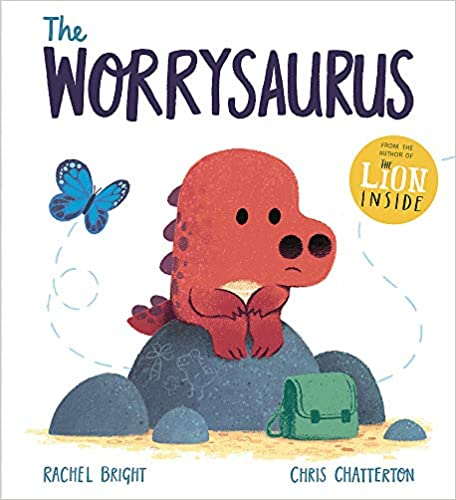 The
WORRYSAURUS
FROM THE
AUTHOR OF
THE
LION
INSIDE
RACHEL BRIGHT
CHRIS CHATTERTON